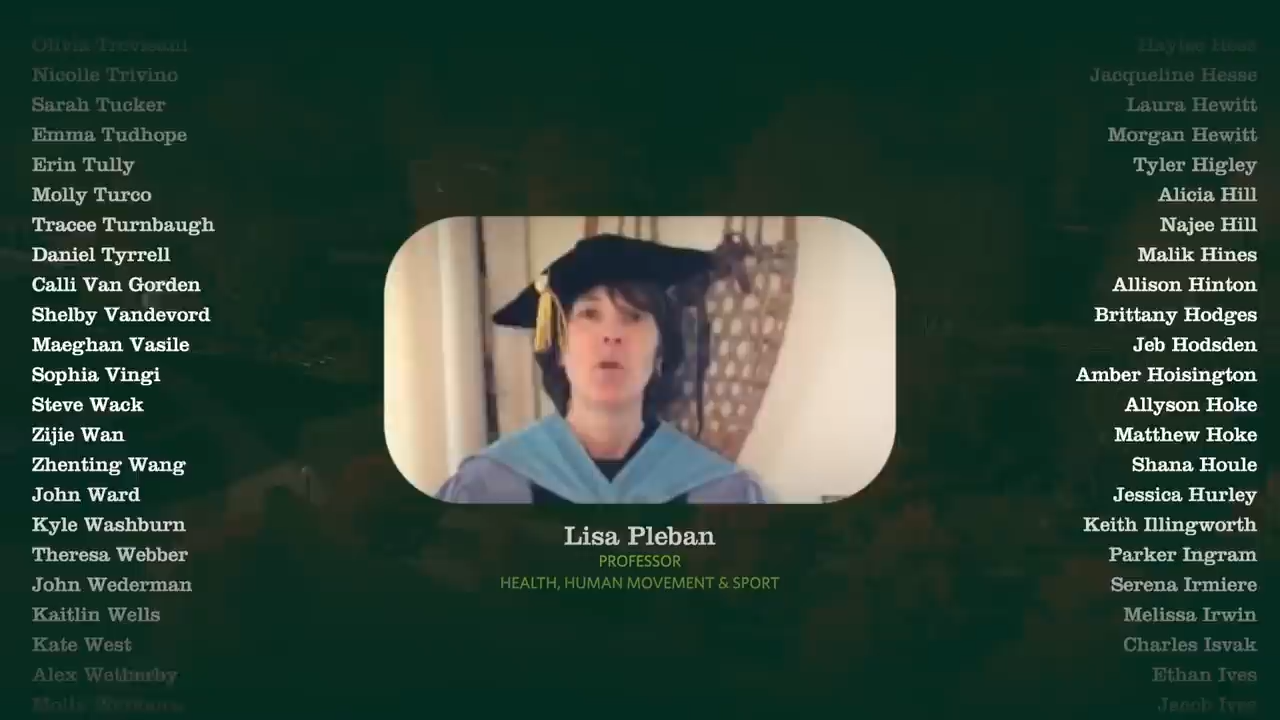 Nicolle Trivino
Sarah Tucker
Emma Tudhope
Erin Tully
Molly Turco
Tracee Turnbaugh
Daniel Tyrrell
Calli Van Gorden
Shelby Vandevord
Maeghan Vasile
Sophia Vingi
Steve Wack
Zijie Wan
Zhenting Wang
John Ward
Kyle Washburn
Theresa Webber
John Wederman
Kaitlin Wells
Kate West
Alex Wetherby
Lisa Pleban
PROFESSOR
HEALTH, HUMAN MOVEMENT & SPORT
Jacqueline Hesse
Laura Hewitt
Morgan Hewitt
Tyler Higley
Alicia Hill
Najee Hill
Malik Hines
Allison Hinton
Brittany Hodges
Jeb Hodsden
Amber Hoisington
Allyson Hoke
Matthew Hoke
Shana Houle
Jessica Hurley
Keith Illingworth
Parker Ingram
Serena Irmiere
Melissa Irwin
Charles Isvak
Ethan Ives
Jacob Ives